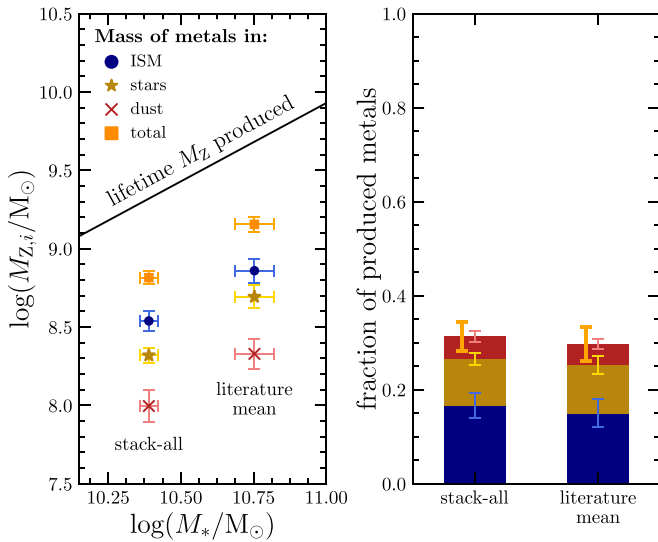 10.5
10.0
9.5
9.0
8.5
8.0
7.5
log(M_{Z,i}/M_⊙)
Mass of metals in:
ISM
stars
dust
total
lifetime M_Z produced
stack-all
literature
mean
10.25
10.50
10.75
11.00
log(M_*/M_⊙)
1.0
0.8
0.6
0.4
0.2
0.0
fraction of produced metals
stack-all
literature
mean